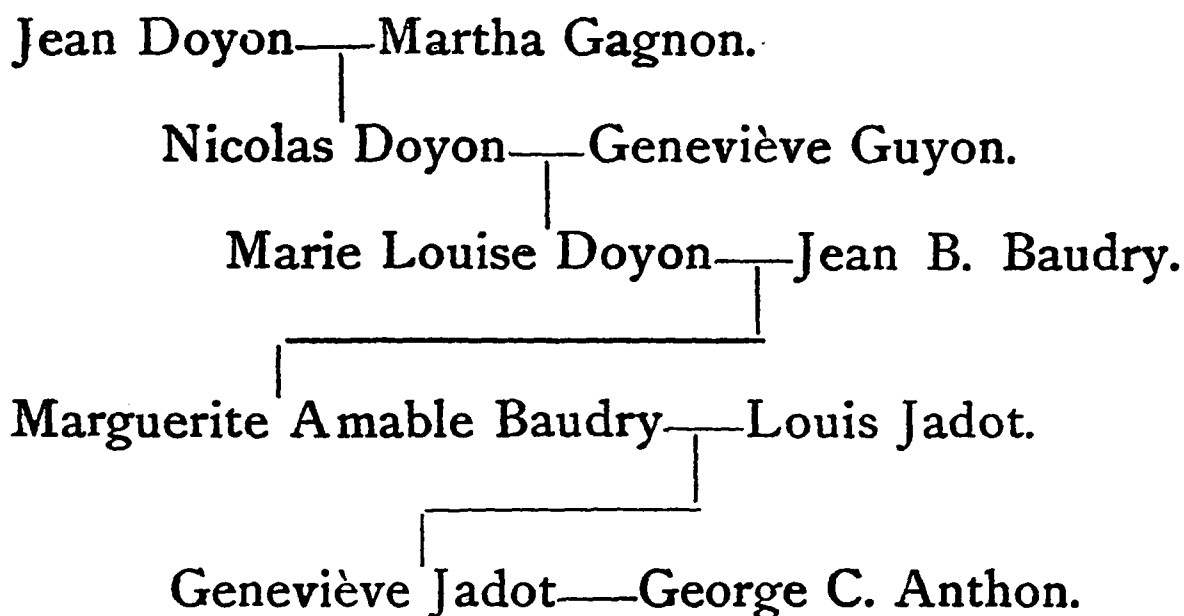 Jean Doyon—Martha Gagnon.
Nicolas Doyon—Geneviève Guyon.
Marie Louise Doyon—Jean B. Baudry.
Marguerite Amable Baudry—Louis Jadot.
Geneviève Jadot—George C. Anthon.